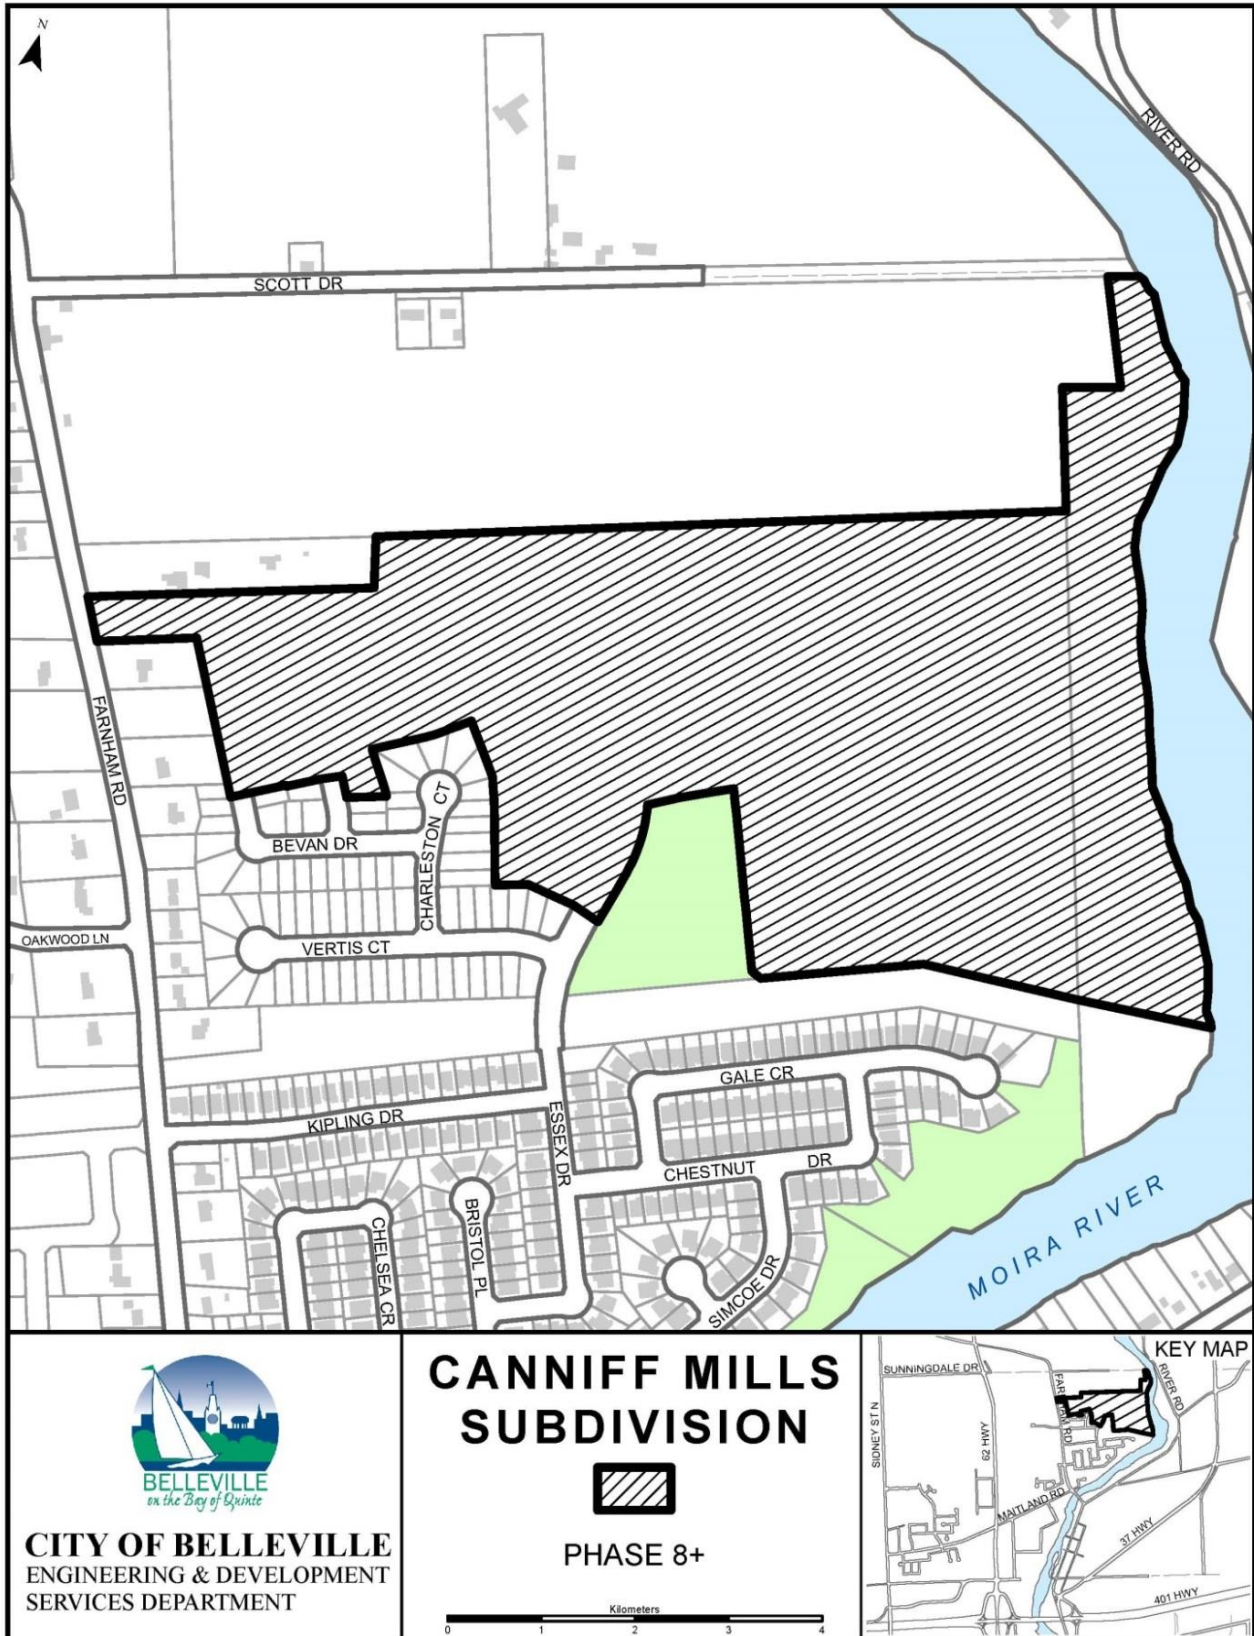 N
RIVER RD
SCOTT DR
FARNHAM RD
CHARLESTON CT
BEVAN DR
OAKWOOD LN
VERTIS CT
GALE CR
KIPLING DR
ESSEX DR
CHESTNUT DR
BRISTOL PL
CHELSEA CR
SIMCOE DR
MOIRA RIVER
BELLEVILLE
on the Bay of Quinte
CITY OF BELLEVILLE
ENGINEERING & DEVELOPMENT
SERVICES DEPARTMENT
CANNIFF MILLS
SUBDIVISION
PHASE 8+
Kilometers
0 1 2 3 4
KEY MAP
SUNNINGDALE DR
RIVER RD
FARNHAM RD
SIDNEY ST N
62 HWY
MAITLAND RD
37 HWY
401 HWY